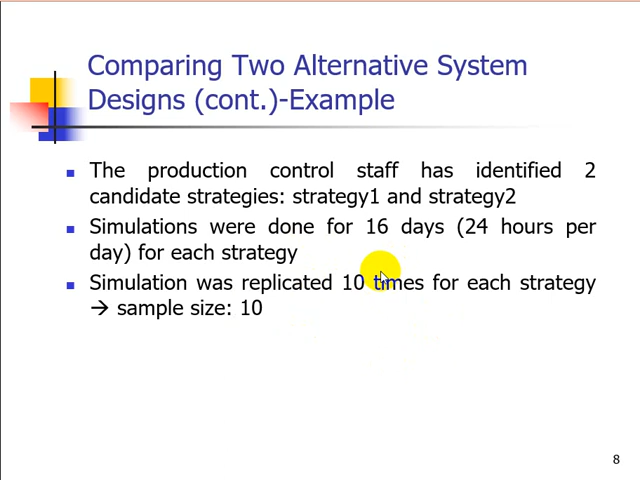 Comparing Two Alternative System
Designs (cont.)-Example
The production control staff has identified 2
candidate strategies: strategy1 and strategy2
Simulations were done for 16 days (24 hours per
day) for each strategy
Simulation was replicated 10 times for each strategy
→ sample size: 10
8